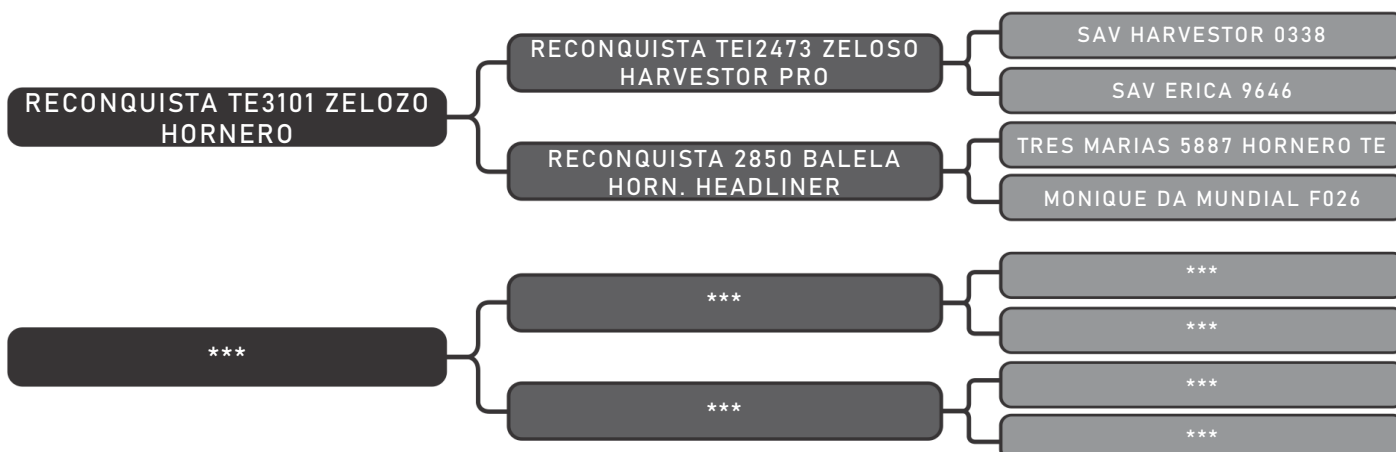 RECONQUISTA TE3101 ZELOZO
HORNERO
RECONQUISTA TEI2473 ZELOSO
HARVESTOR PRO
RECONQUISTA 2850 BALELA
HORN. HEADLINER
SAV HARVESTOR 0338
SAV ERICA 9646
TRES MARIAS 5887 HORNERO TE
MONIQUE DA MUNDIAL F026
***
***
***
***
***
***
***